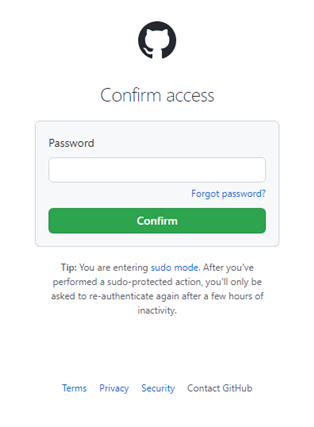 Confirm access
Password
Forgot password?
Confirm
Tip: You are entering sudo mode. After you've
performed a sudo-protected action, you'll only be
asked to re-authenticate again after a few hours of
inactivity.
Terms Privacy Security Contact GitHub